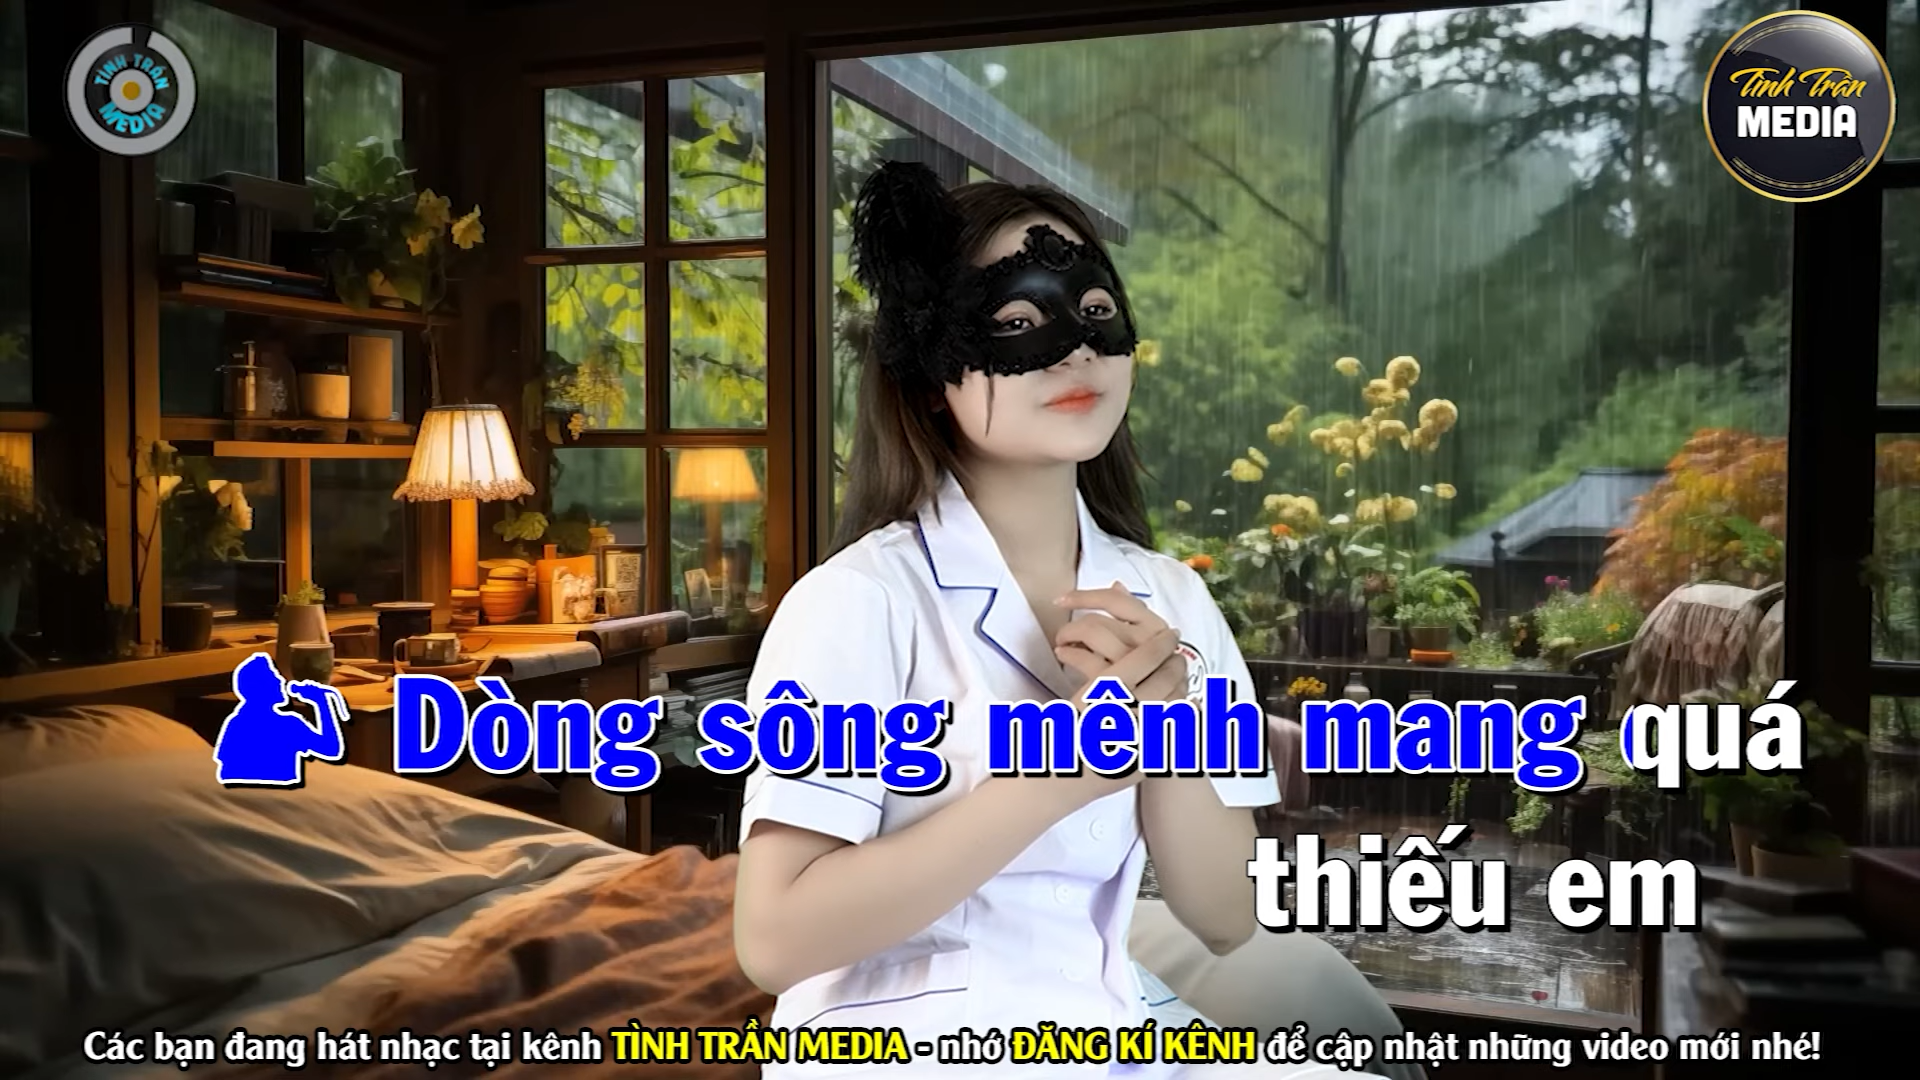 TÌNH TRẦN
MEDIA
Tình Trần
MEDIA
Dòng sông mênh mang quá
thiếu em
Các bạn đang hát nhạc tại kênh TÌNH TRẦN MEDIA - nhớ ĐĂNG KÍ KÊNH để cập nhật những video mới nhé!